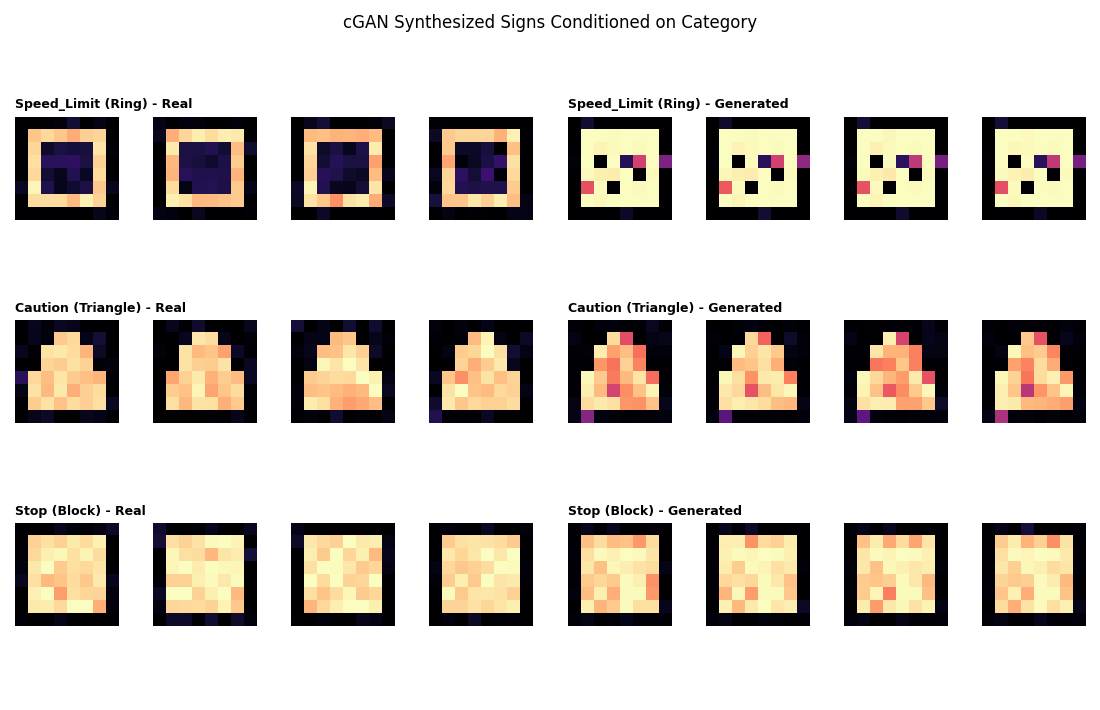 cGAN Synthesized Signs Conditioned on Category
Speed_Limit (Ring) - Real
Speed_Limit (Ring) - Generated
Caution (Triangle) - Real
Caution (Triangle) - Generated
Stop (Block) - Real
Stop (Block) - Generated